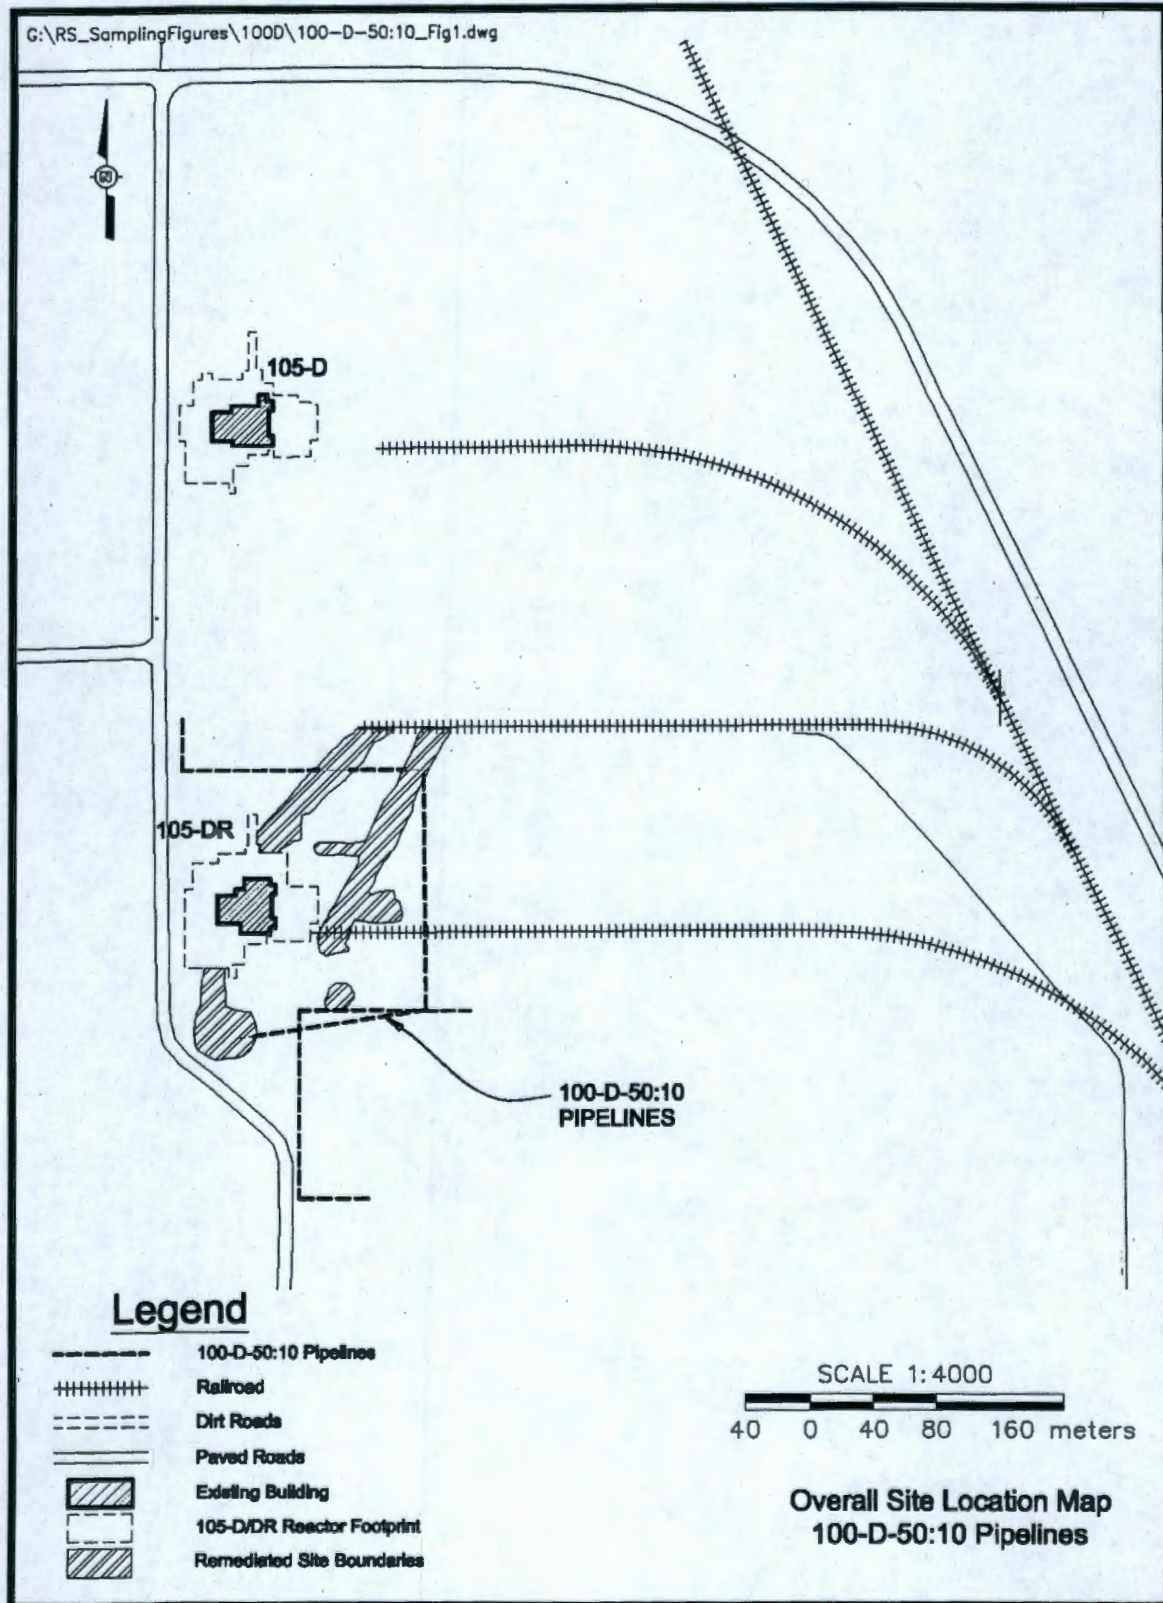 G:\RS_SamplingFigures\100D\100-D-50:10_Fig1.dwg
105-D
105-DR
100-D-50:10
PIPELINES
Legend
100-D-50:10 Pipelines
Railroad
Dirt Roads
Paved Roads
Existing Building
105-D/DR Reactor Footprint
Remediated Site Boundaries
SCALE 1:4000
40 0 40 80 160 meters
Overall Site Location Map
100-D-50:10 Pipelines